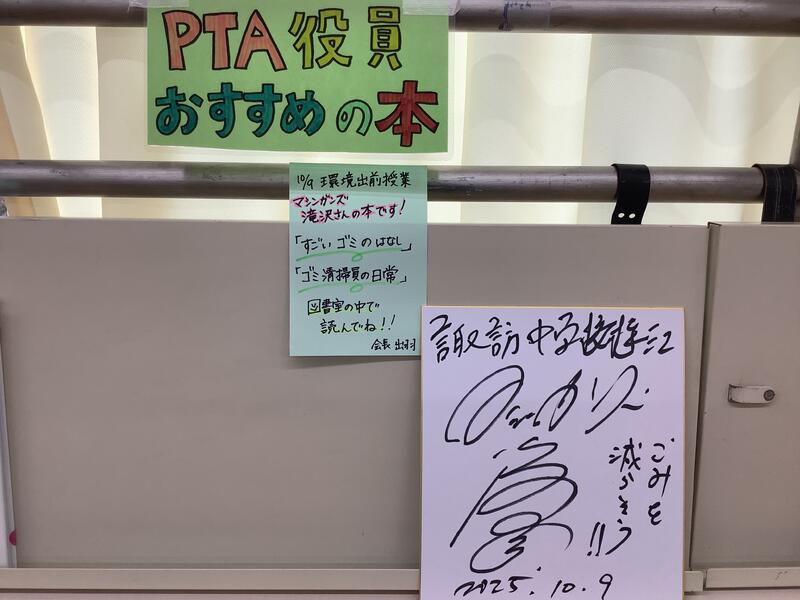 PTA役員
おすすめの本
10/9 環境出前授業
マシンガンズ
滝沢さんの本です!
「すごいゴミのはなし」
「ゴミ清掃員の日常」
図書室の中で
読んでね!!
会長 出羽
諏訪中学校様江
ごみを
減らそう!!
2025.10.9